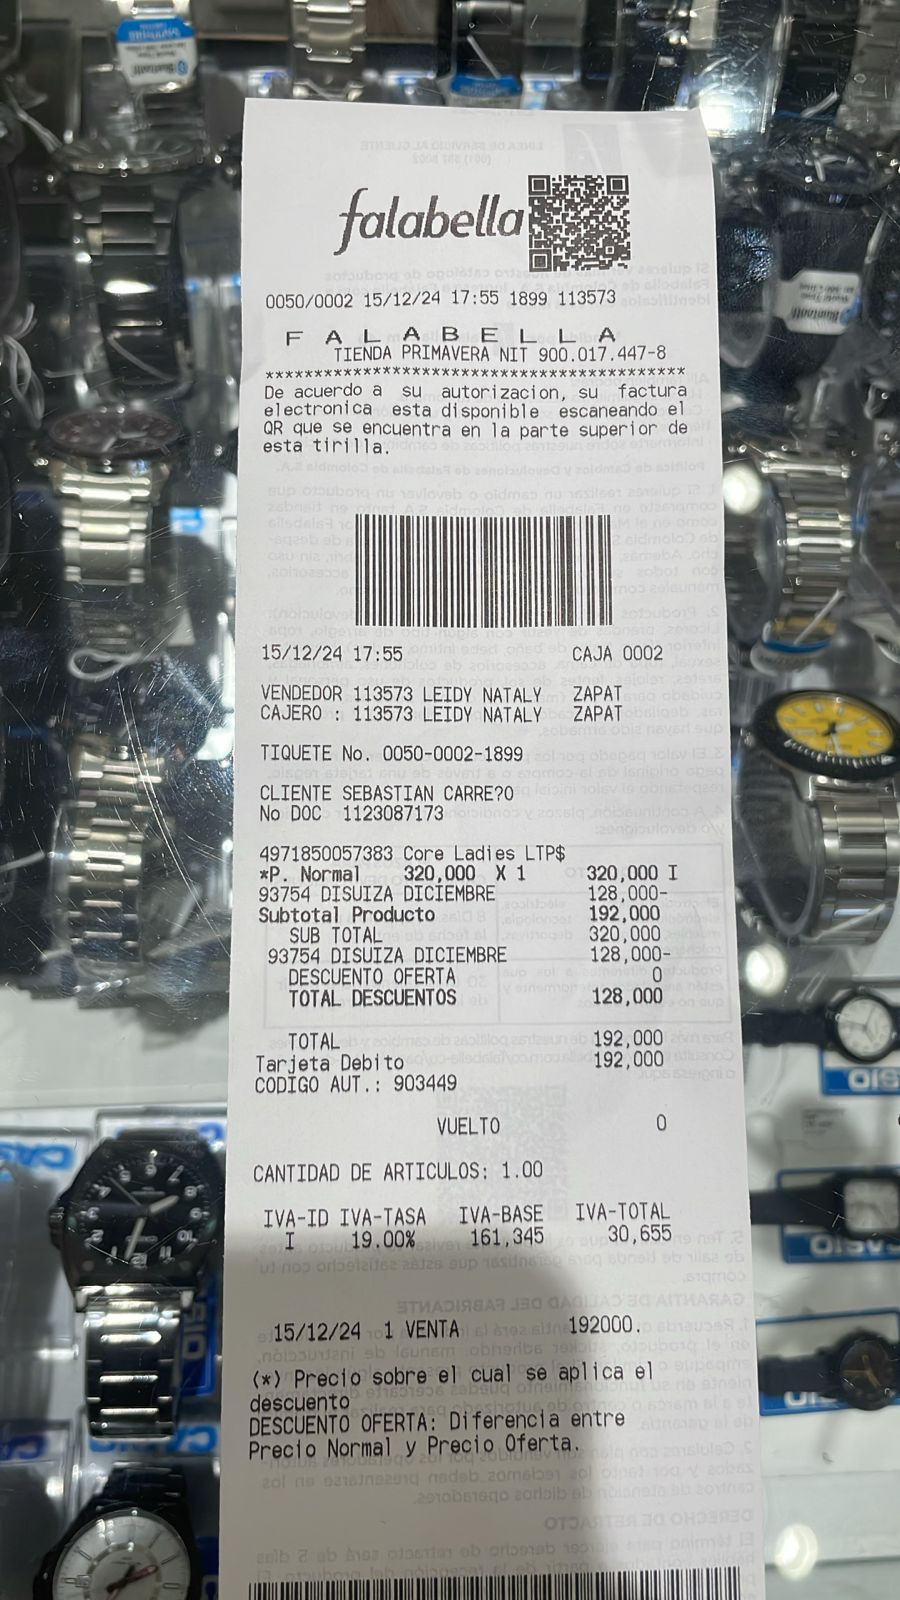 falabella
0050/0002 15/12/24 17:55 1899 113573
F A L A B E L L A
TIENDA PRIMAVERA NIT 900.017.447-8
******************************************
De acuerdo a su autorizacion, su factura
electronica esta disponible escaneando el
QR que se encuentra en la parte superior de
esta tirilla.
15/12/24 17:55 CAJA 0002
VENDEDOR 113573 LEIDY NATALY ZAPAT
CAJERO : 113573 LEIDY NATALY ZAPAT
TIQUETE No. 0050-0002-1899
CLIENTE SEBASTIAN CARRE?O
No DOC 1123087173
4971850057383 Core Ladies LTP$
*P. Normal 320,000 X 1 320,000 I
93754 DISUIZA DICIEMBRE 128,000-
Subtotal Producto 192,000
SUB TOTAL 320,000
93754 DISUIZA DICIEMBRE 128,000-
DESCUENTO OFERTA 0
TOTAL DESCUENTOS 128,000
TOTAL 192,000
Tarjeta Debito 192,000
CODIGO AUT.: 903449
VUELTO 0
CANTIDAD DE ARTICULOS: 1.00
IVA-ID IVA-TASA IVA-BASE IVA-TOTAL
I 19.00% 161,345 30,655
15/12/24 1 VENTA 192000.
(*) Precio sobre el cual se aplica el
descuento
DESCUENTO OFERTA: Diferencia entre
Precio Normal y Precio Oferta.
CASIO
CASIO
CASIO
Bluetooth
Bluetooth